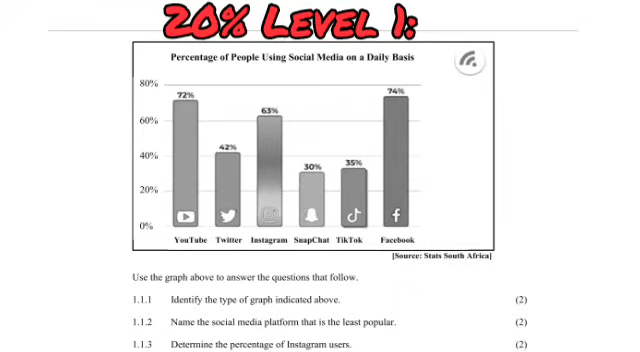 20% LEVEL 1:
Percentage of People Using Social Media on a Daily Basis
80%
72%
74%
63%
60%
42%
40%
30%
35%
20%
0%
YouTube Twitter Instagram SnapChat TikTok Facebook
[Source: Stats South Africa]
Use the graph above to answer the questions that follow.
1.1.1 Identify the type of graph indicated above. (2)
1.1.2 Name the social media platform that is the least popular. (2)
1.1.3 Determine the percentage of Instagram users. (2)